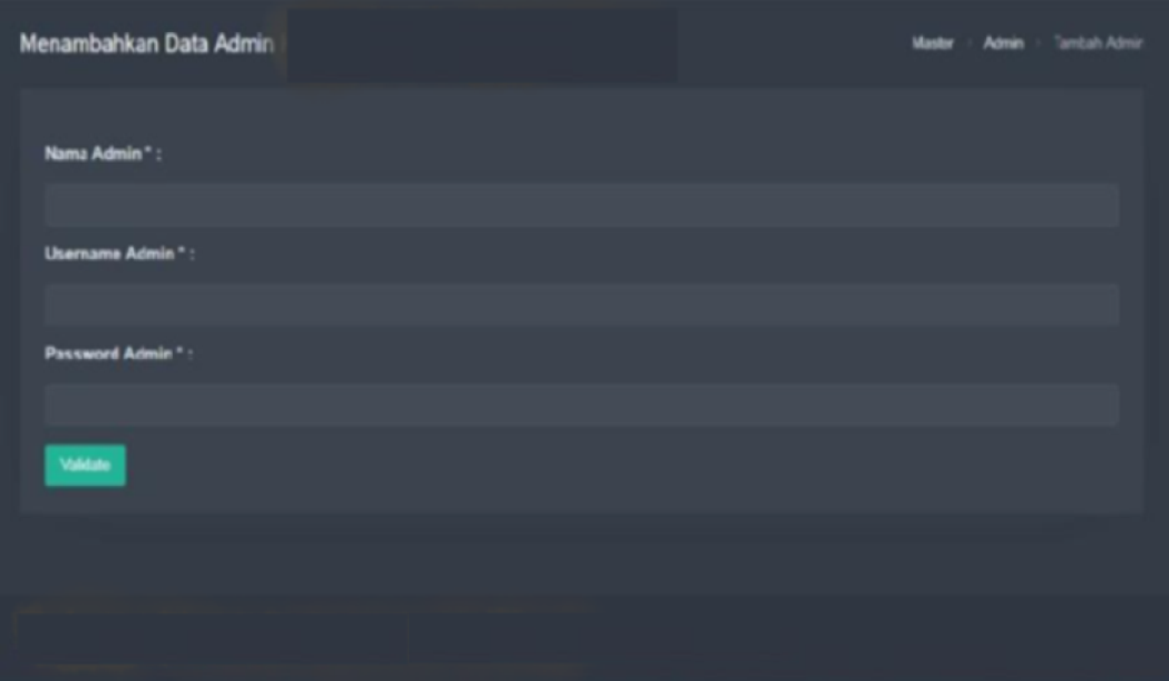 Menambahkan Data Admin
Master Admin Tambah Admin
Nama Admin * :
Username Admin * :
Password Admin * :
Validate